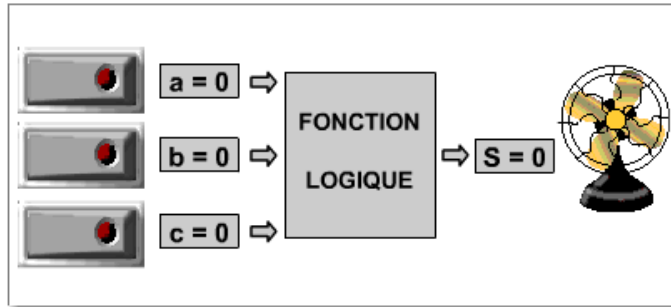 a = 0
b = 0
c = 0
FONCTION
LOGIQUE
S = 0